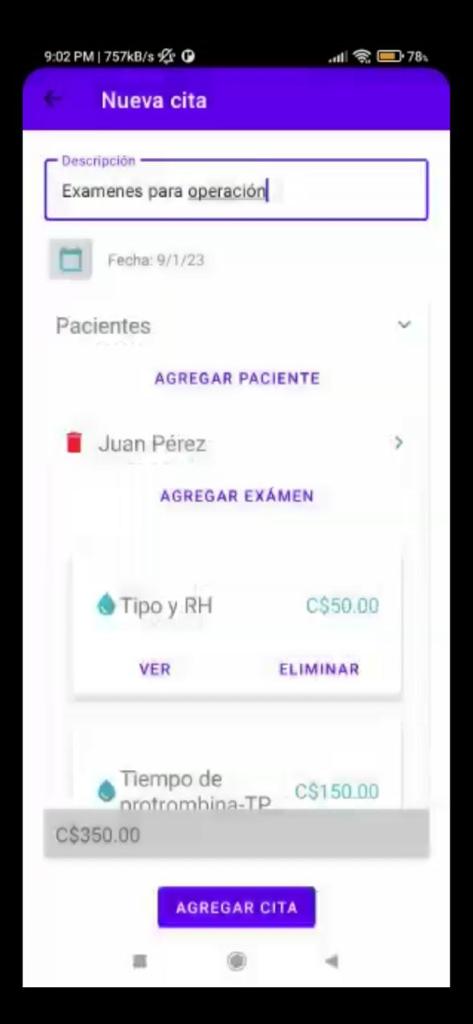 9:02 PM | 757kB/s
78%
Nueva cita
Descripción
Examenes para operación
Fecha: 9/1/23
Pacientes
AGREGAR PACIENTE
Juan Pérez
AGREGAR EXÁMEN
Tipo y RH C$50.00
VER ELIMINAR
Tiempo de
protrombina-TP C$150.00
C$350.00
AGREGAR CITA